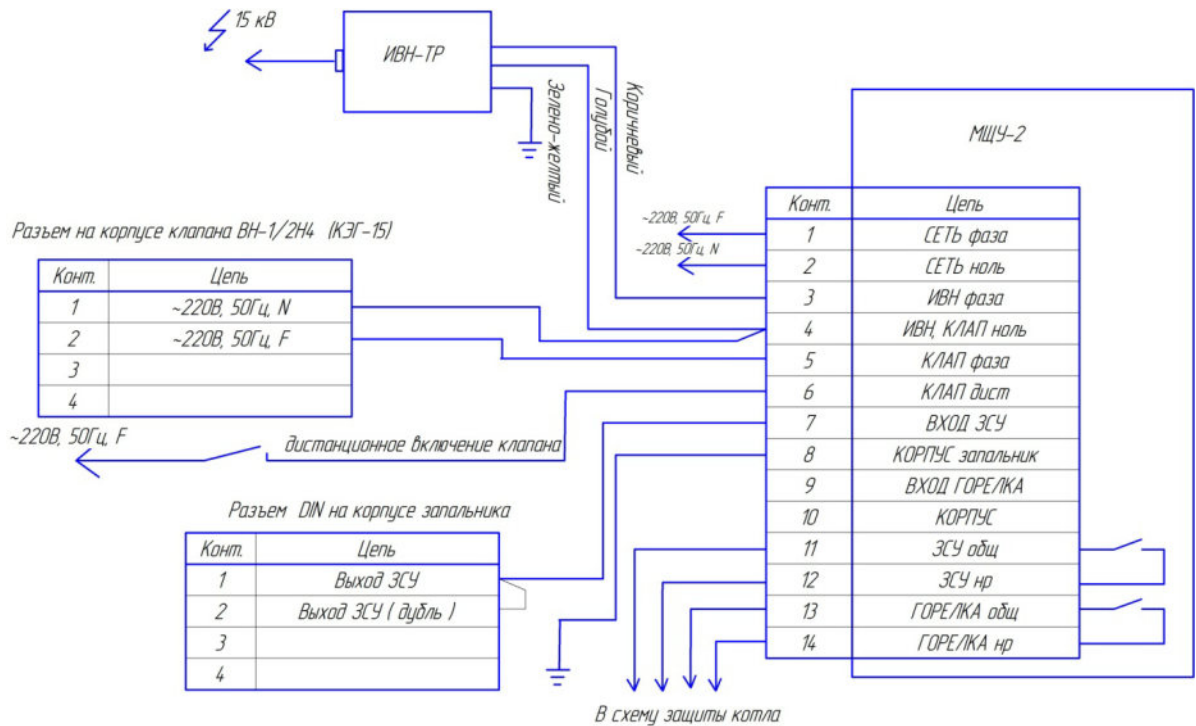 15 кВ
ИВН-ТР
Зелено-желтый
Голубой
Коричневый
МЩУ-2
~220В, 50Гц, F
~220В, 50Гц, N
Конт. Цепь
1 СЕТЬ фаза
2 СЕТЬ ноль
3 ИВН фаза
4 ИВН, КЛАП ноль
5 КЛАП фаза
6 КЛАП дист
7 ВХОД ЗСУ
8 КОРПУС запальник
9 ВХОД ГОРЕЛКА
10 КОРПУС
11 ЗСУ общ
12 ЗСУ нр
13 ГОРЕЛКА общ
14 ГОРЕЛКА нр
Разъем на корпусе клапана ВН-1/2Н4 (КЭГ-15)
Конт. Цепь
1 ~220В, 50Гц, N
2 ~220В, 50Гц, F
3
4
~220В, 50Гц, F
дистанционное включение клапана
Разъем DIN на корпусе запальника
Конт. Цепь
1 Выход ЗСУ
2 Выход ЗСУ ( дубль )
3
4
В схему защиты котла